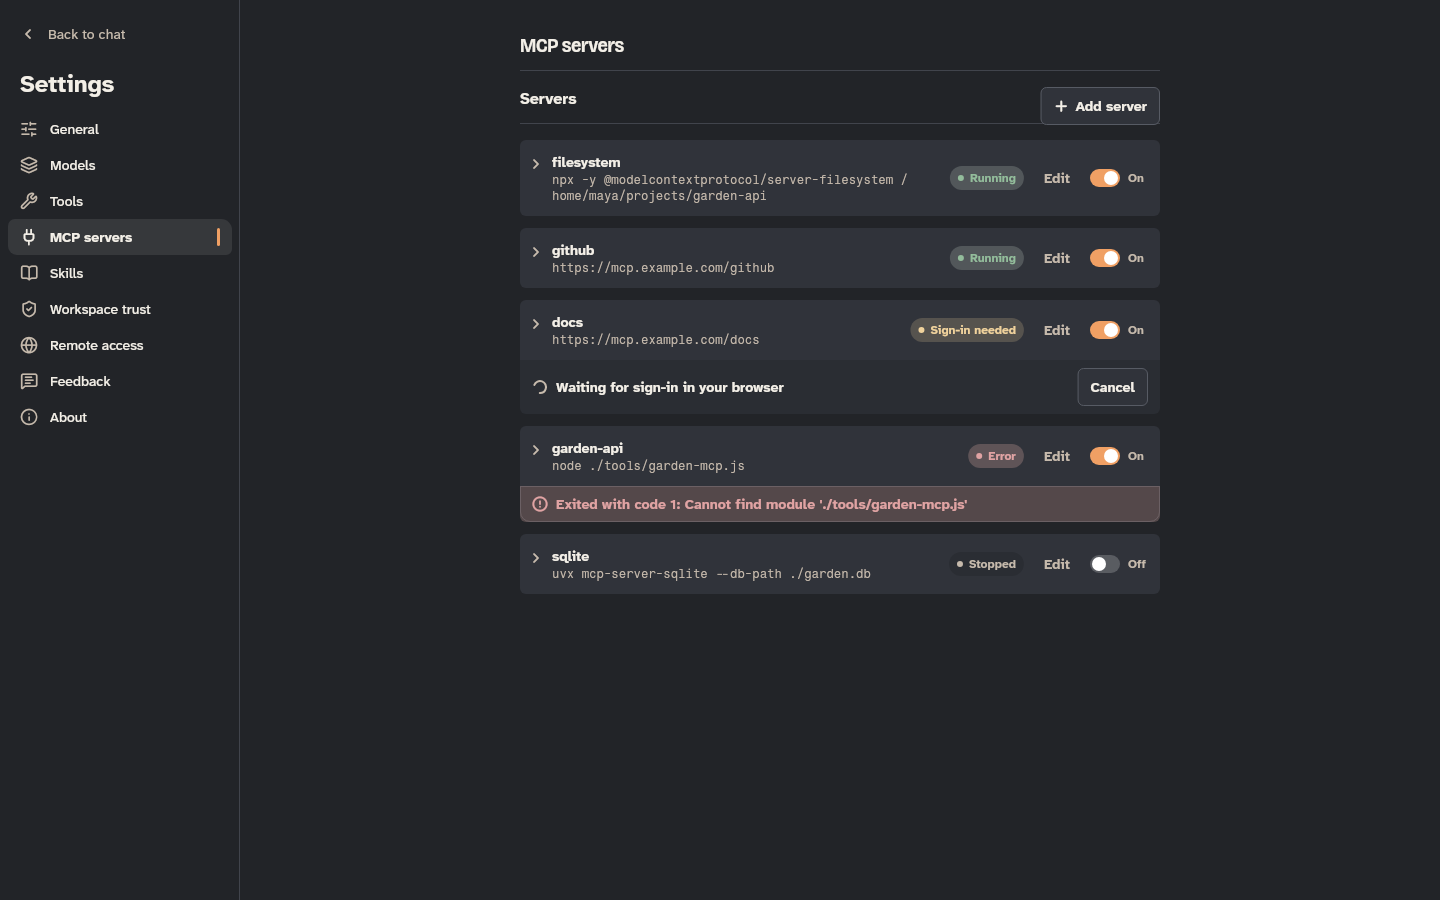 Back to chat
Settings
General
Models
Tools
MCP servers
Skills
Workspace trust
Remote access
Feedback
About
MCP servers
Servers
Add server
filesystem
npx -y @modelcontextprotocol/server-filesystem /
home/maya/projects/garden-api
Running
Edit
On
github
https://mcp.example.com/github
Running
Edit
On
docs
https://mcp.example.com/docs
Sign-in needed
Edit
On
Waiting for sign-in in your browser
Cancel
garden-api
node ./tools/garden-mcp.js
Error
Edit
On
Exited with code 1: Cannot find module './tools/garden-mcp.js'
sqlite
uvx mcp-server-sqlite --db-path ./garden.db
Stopped
Edit
Off